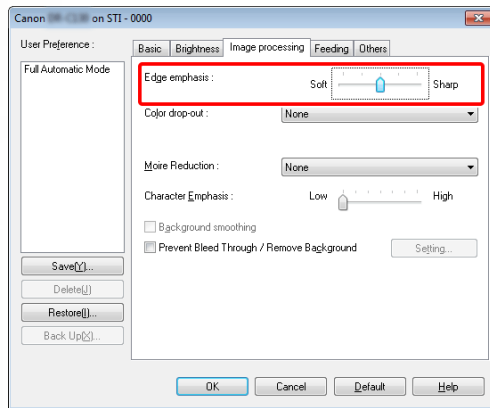 Canon on STI - 0000
User Preference :
Full Automatic Mode
Save(Y)...
Delete(J)
Restore(I)...
Back Up(X)...
Basic Brightness Image processing Feeding Others
Edge emphasis : Soft Sharp
Color drop-out : None
Moire Reduction : None
Character Emphasis : Low High
Background smoothing
Prevent Bleed Through / Remove Background Setting...
OK Cancel Default Help